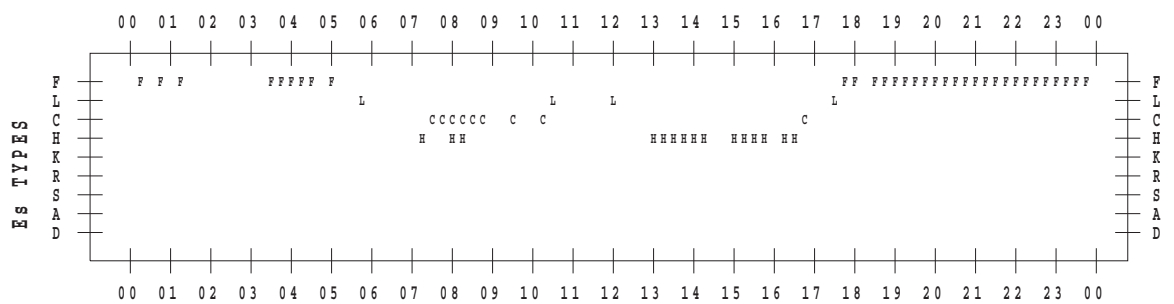 00 01 02 03 04 05 06 07 08 09 10 11 12 13 14 15 16 17 18 19 20 21 22 23 00
F F F F FFFFF F FF FFFFFFFFFFFFFFFFFFFFFF F
L L L L L L
C CCCCCC C C C C
H H HH HHHHHH HHHH HH H
K K
R R
S S
A A
D D
Es TYPES
00 01 02 03 04 05 06 07 08 09 10 11 12 13 14 15 16 17 18 19 20 21 22 23 00